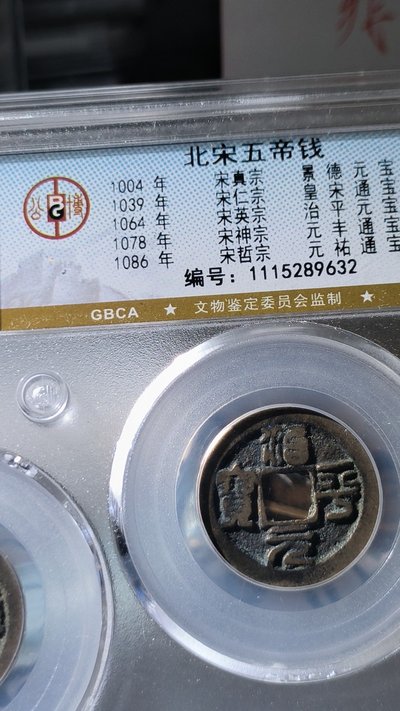 北宋五帝钱
公 BG 博
1004 年 宋真宗 景德元宝
1039 年 宋仁宗 皇宋通宝
1064 年 宋英宗 治平元宝
1078 年 宋神宗 元丰通宝
1086 年 宋哲宗 元祐通宝
编号：1115289632
GBCA ★ 文物鉴定委员会监制 ★
治平元寶